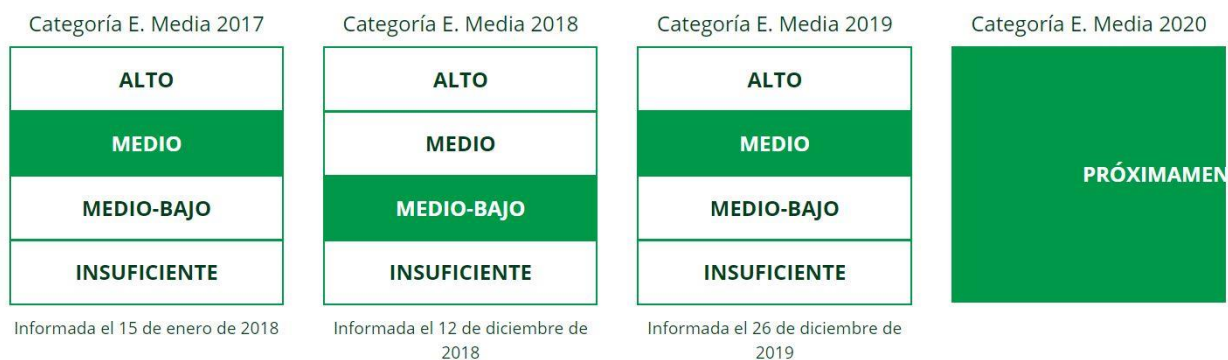 Categoría E. Media 2017
ALTO
MEDIO
MEDIO-BAJO
INSUFICIENTE
Informada el 15 de enero de 2018
Categoría E. Media 2018
ALTO
MEDIO
MEDIO-BAJO
INSUFICIENTE
Informada el 12 de diciembre de
2018
Categoría E. Media 2019
ALTO
MEDIO
MEDIO-BAJO
INSUFICIENTE
Informada el 26 de diciembre de
2019
Categoría E. Media 2020
PRÓXIMAMEN